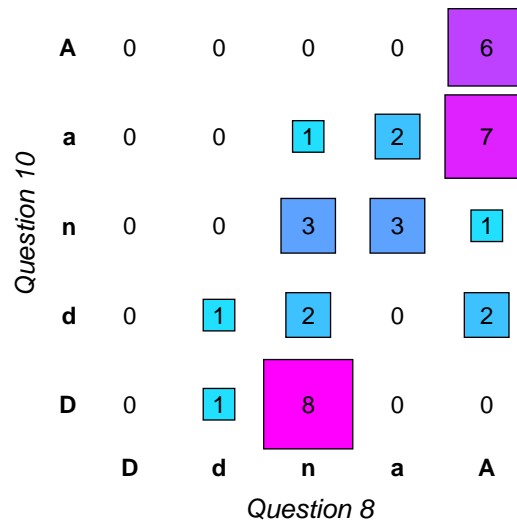 A 0 0 0 0 6
a 0 0 1 2 7
n 0 0 3 3 1
d 0 1 2 0 2
D 0 1 8 0 0
D d n a A
Question 8
Question 10